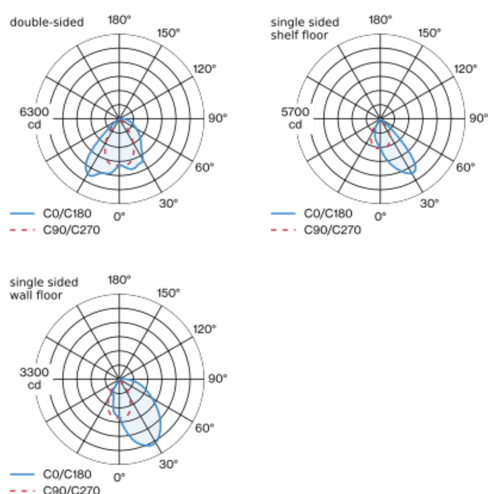 double-sided
180°
150°
120°
6300
cd
90°
60°
30°
0°
C0/C180
C90/C270
single sided
shelf floor
180°
150°
120°
5700
cd
90°
60°
30°
0°
C0/C180
C90/C270
single sided
wall floor
180°
150°
120°
3300
cd
90°
60°
30°
0°
C0/C180
C90/C270